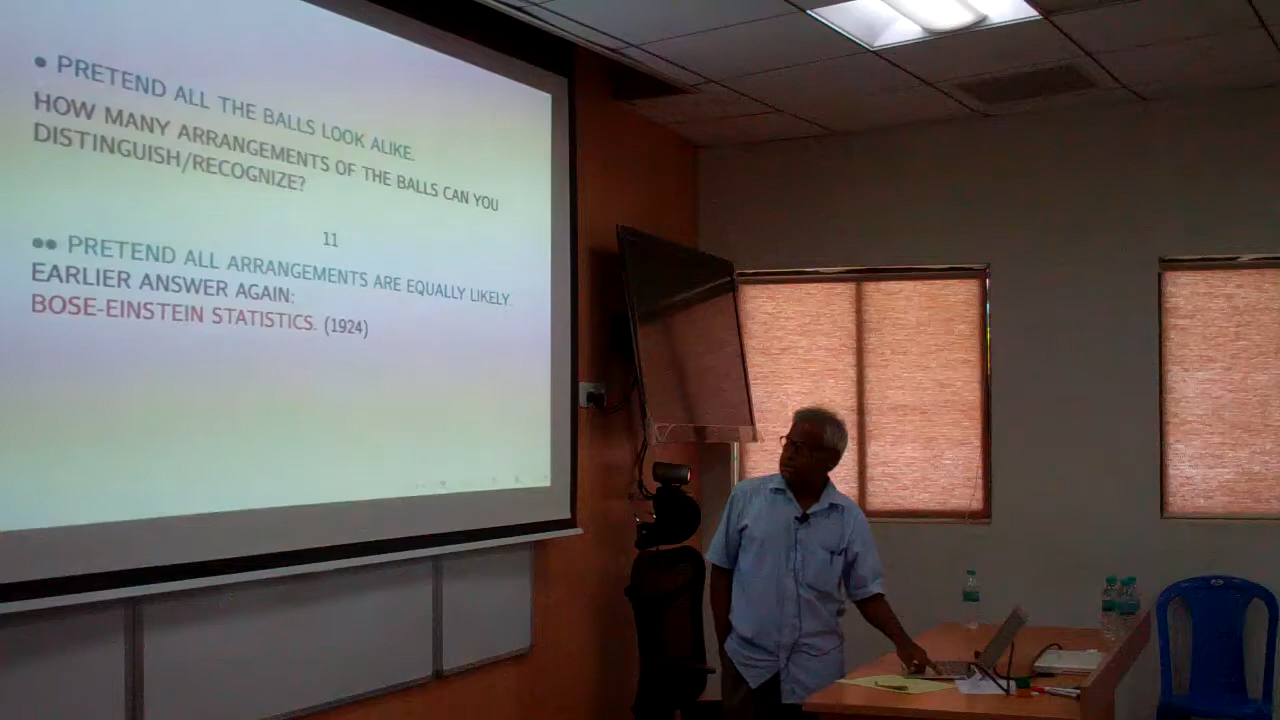 ● PRETEND ALL THE BALLS LOOK ALIKE.
HOW MANY ARRANGEMENTS OF THE BALLS CAN YOU
DISTINGUISH/RECOGNIZE?
11
●● PRETEND ALL ARRANGEMENTS ARE EQUALLY LIKELY.
EARLIER ANSWER AGAIN:
BOSE-EINSTEIN STATISTICS. (1924)